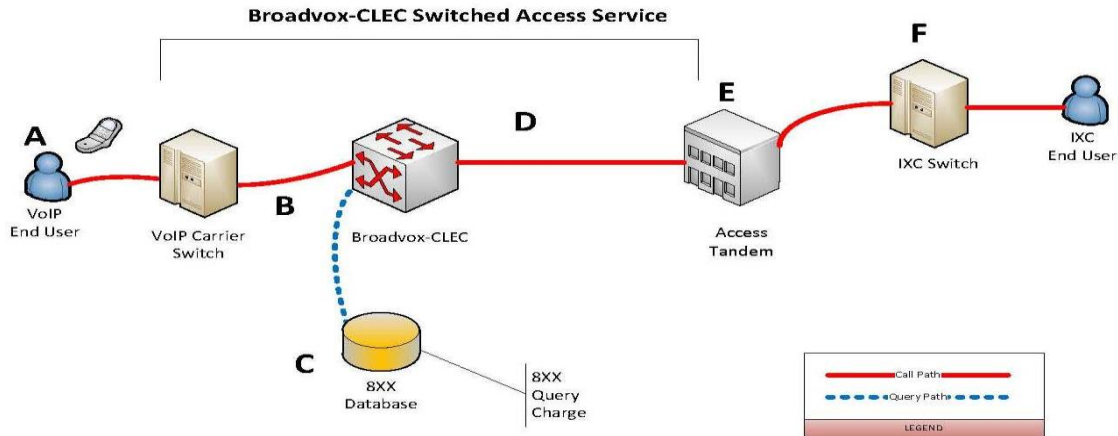 Broadvox-CLEC Switched Access Service
F
E
A
D
IXC
End User
IXC Switch
VoIP
End User
B
VoIP Carrier
Switch
Broadvox-CLEC
Access
Tandem
C
8XX
Database
8XX
Query
Charge
Call Path
Query Path
LEGEND